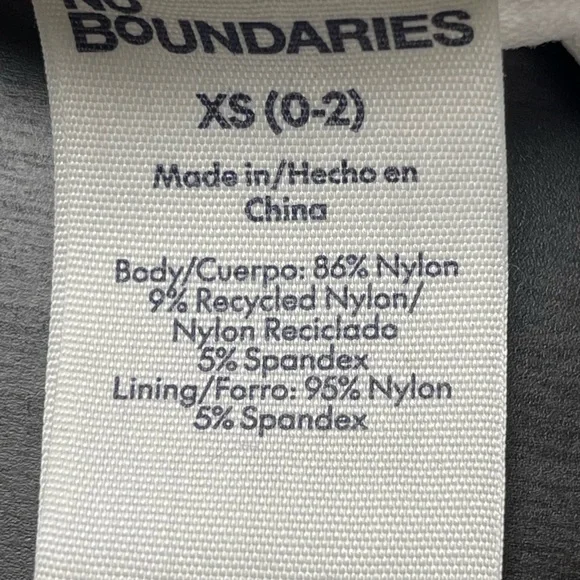 NO
BOUNDARIES
XS (0-2)
Made in/Hecho en
China
Body/Cuerpo: 86% Nylon
9% Recycled Nylon/
Nylon Reciclado
5% Spandex
Lining/Forro: 95% Nylon
5% Spandex